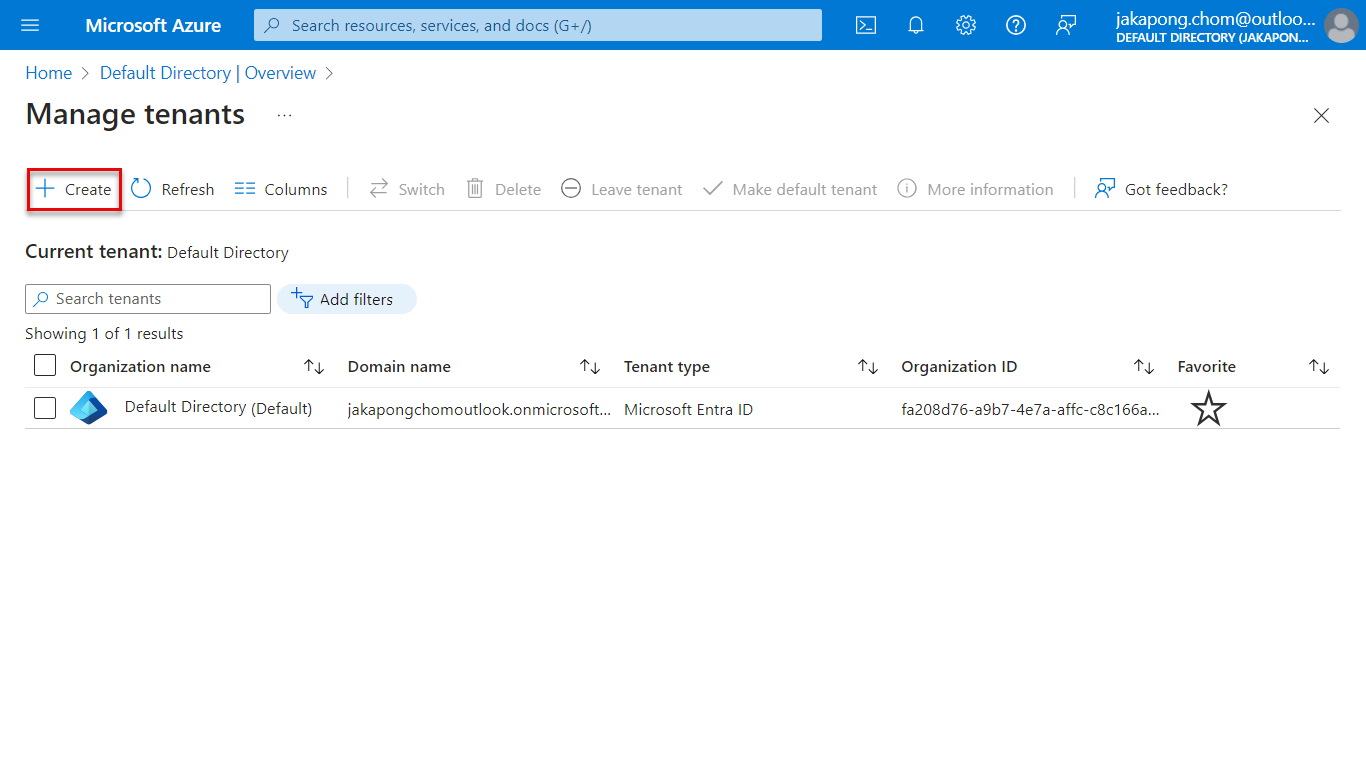 Microsoft Azure
Search resources, services, and docs (G+/)
jakapong.chom@outloo...
DEFAULT DIRECTORY (JAKAPON...
Home > Default Directory | Overview >
Manage tenants ...
Create Refresh Columns Switch Delete Leave tenant Make default tenant More information Got feedback?
Current tenant: Default Directory
Search tenants Add filters
Showing 1 of 1 results
Organization name Domain name Tenant type Organization ID Favorite
Default Directory (Default) jakapongchomoutlook.onmicrosoft... Microsoft Entra ID fa208d76-a9b7-4e7a-affc-c8c166a...